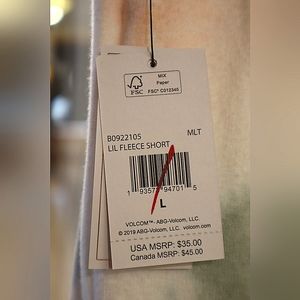 FSC
MIX
Paper
FSC® C012345
B0922105 MLT
LIL FLEECE SHORT
1 93577 94701 5
L
VOLCOM™- ABG-Volcom, LLC.
© 2019 ABG-Volcom, LLC. volcom.com
USA MSRP: $35.00
Canada MSRP: $45.00